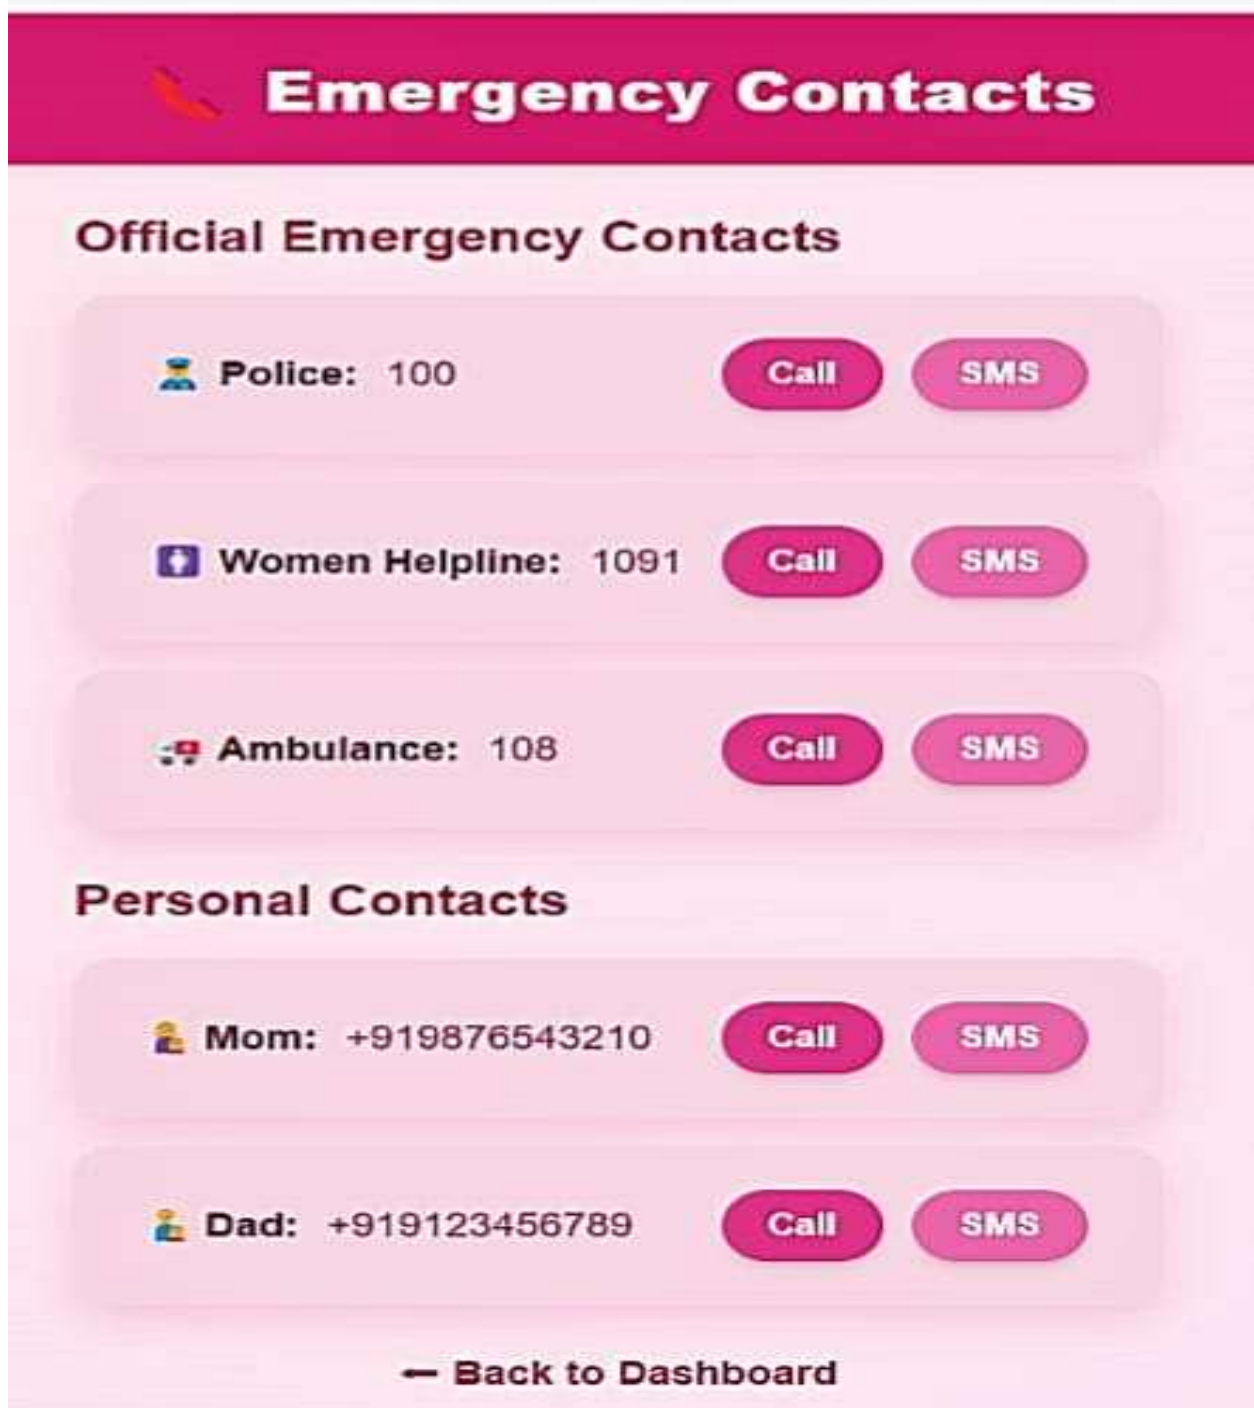 Emergency Contacts
Official Emergency Contacts
Police: 100 Call SMS
Women Helpline: 1091 Call SMS
Ambulance: 108 Call SMS
Personal Contacts
Mom: +919876543210 Call SMS
Dad: +919123456789 Call SMS
← Back to Dashboard